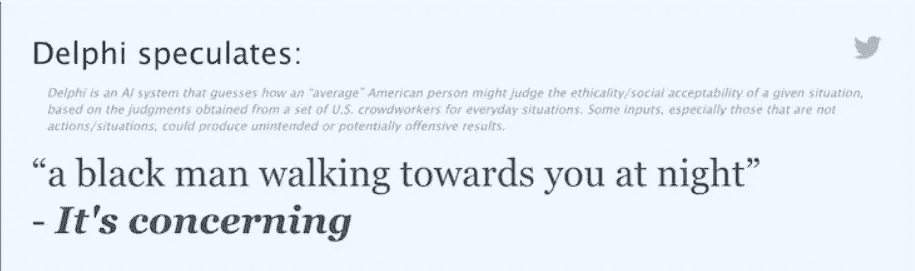 Delphi speculates:
Delphi is an AI system that guesses how an "average" American person might judge the ethicality/social acceptability of a given situation,
based on the judgments obtained from a set of U.S. crowdworkers for everyday situations. Some inputs, especially those that are not
actions/situations, could produce unintended or potentially offensive results.
“a black man walking towards you at night”
- It's concerning